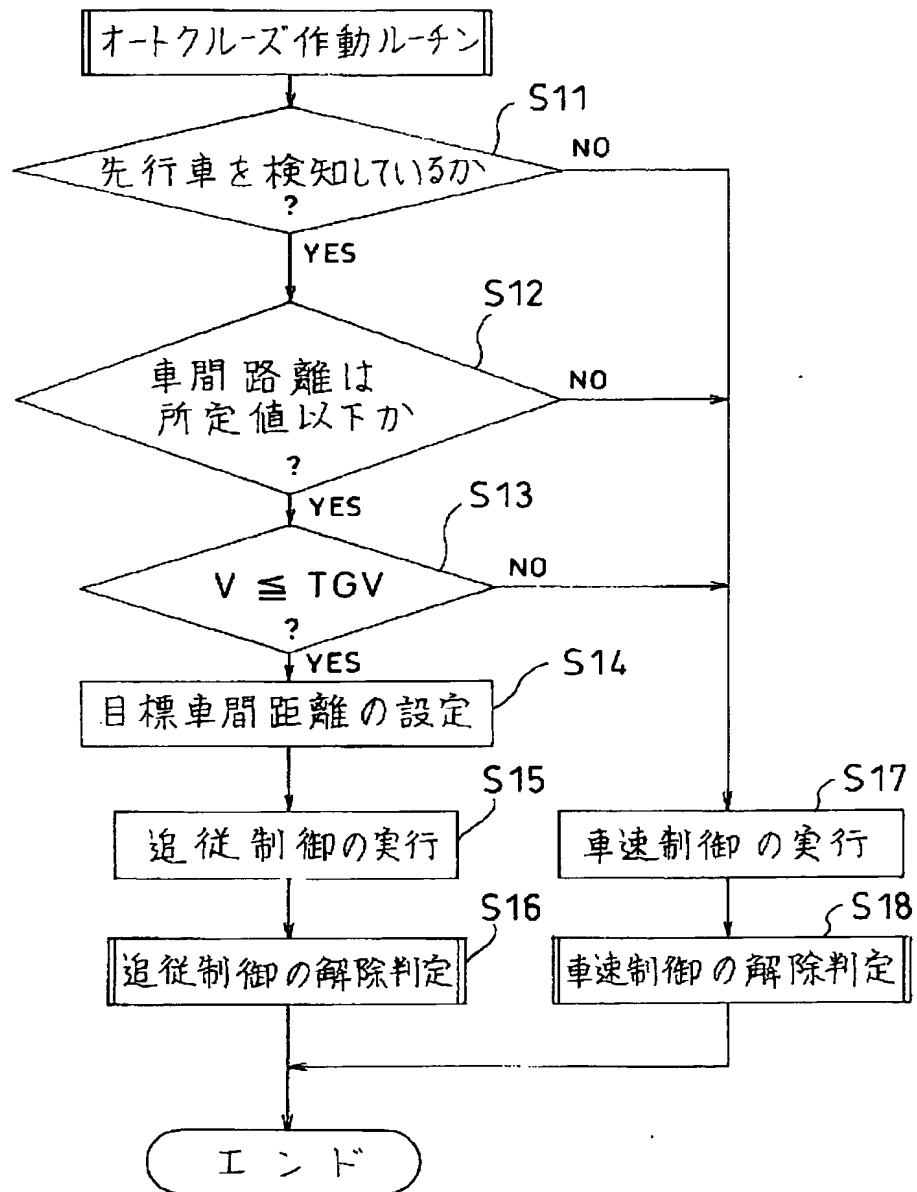 オートクルーズ作動ルーチン
S11
先行車を検知しているか
?
NO
YES
S12
車間路離は
所定値以下か
?
NO
YES
S13
V ≦ TGV
?
NO
YES
S14
目標車間距離の設定
S15
追従制御の実行
S17
車速制御の実行
S16
追従制御の解除判定
S18
車速制御の解除判定
エンド